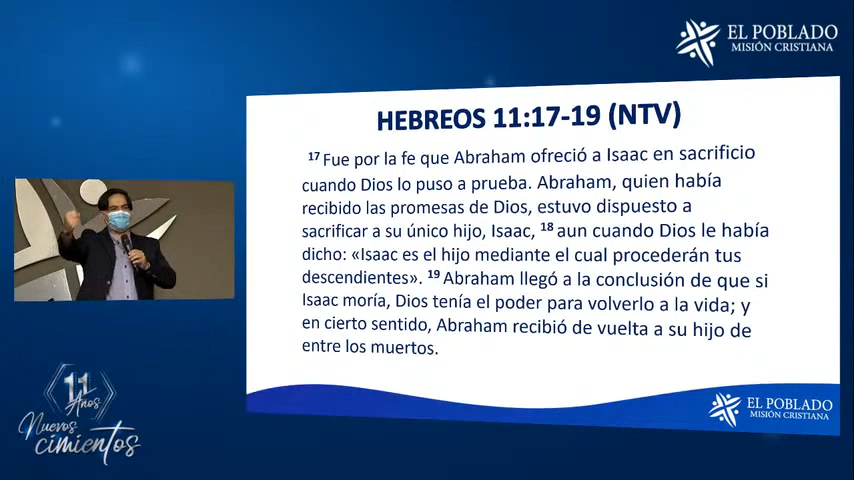 EL POBLADO
MISIÓN CRISTIANA
HEBREOS 11:17-19 (NTV)
17 Fue por la fe que Abraham ofreció a Isaac en sacrificio
cuando Dios lo puso a prueba. Abraham, quien había
recibido las promesas de Dios, estuvo dispuesto a
sacrificar a su único hijo, Isaac, 18 aun cuando Dios le había
dicho: «Isaac es el hijo mediante el cual procederán tus
descendientes». 19 Abraham llegó a la conclusión de que si
Isaac moría, Dios tenía el poder para volverlo a la vida; y
en cierto sentido, Abraham recibió de vuelta a su hijo de
entre los muertos.
11
Años
Nuevos
cimientos
EL POBLADO
MISIÓN CRISTIANA